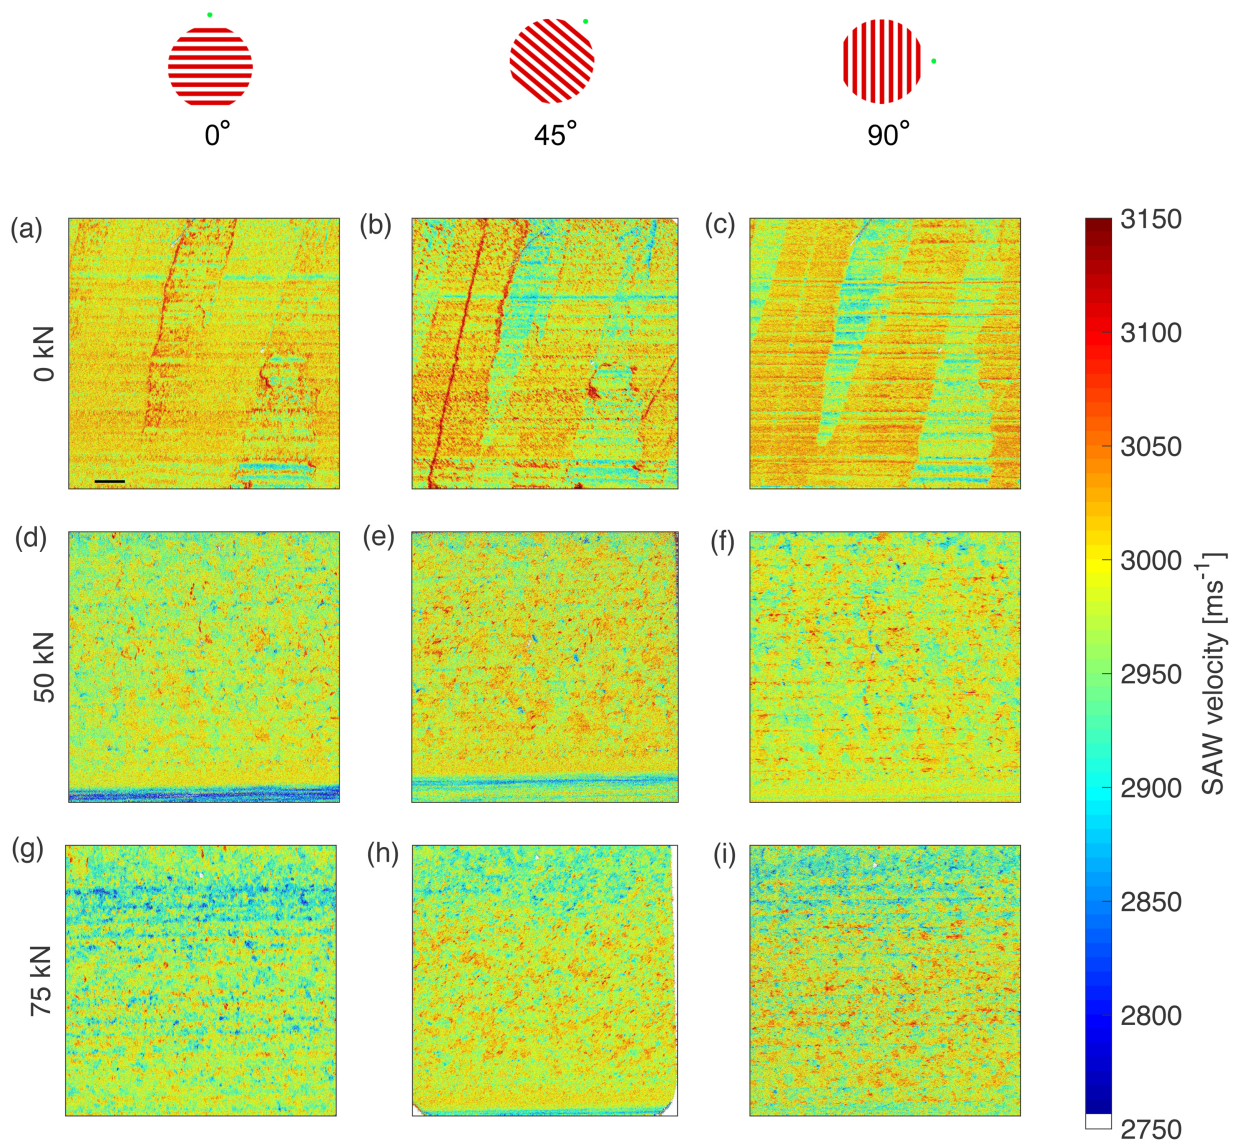 0°
45°
90°
(a)
(b)
(c)
0 kN
(d)
(e)
(f)
50 kN
(g)
(h)
(i)
75 kN
3150
3100
3050
3000
2950
2900
2850
2800
2750
SAW velocity [ms⁻¹]